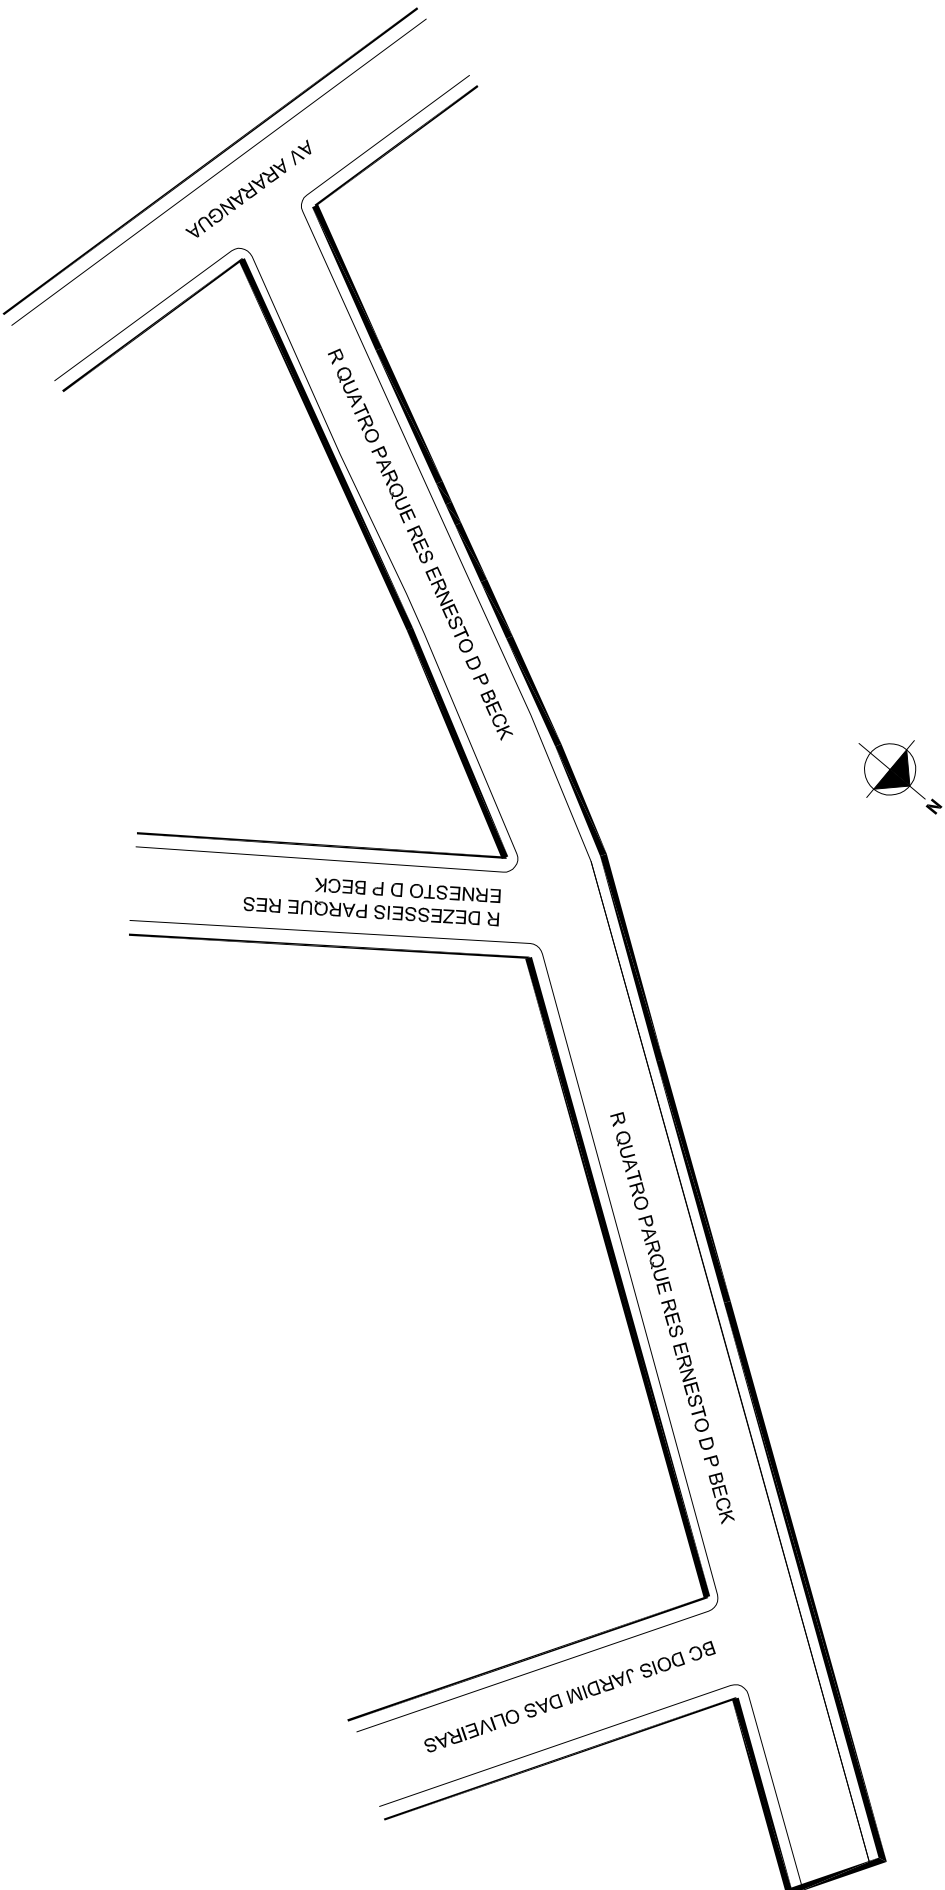 AV ARARANGUA
R QUATRO PARQUE RES ERNESTO D P BECK
N
R DEZESSEIS PARQUE RES
ERNESTO D P BECK
R QUATRO PARQUE RES ERNESTO D P BECK
BC DOIS JARDIM DAS OLIVEIRAS